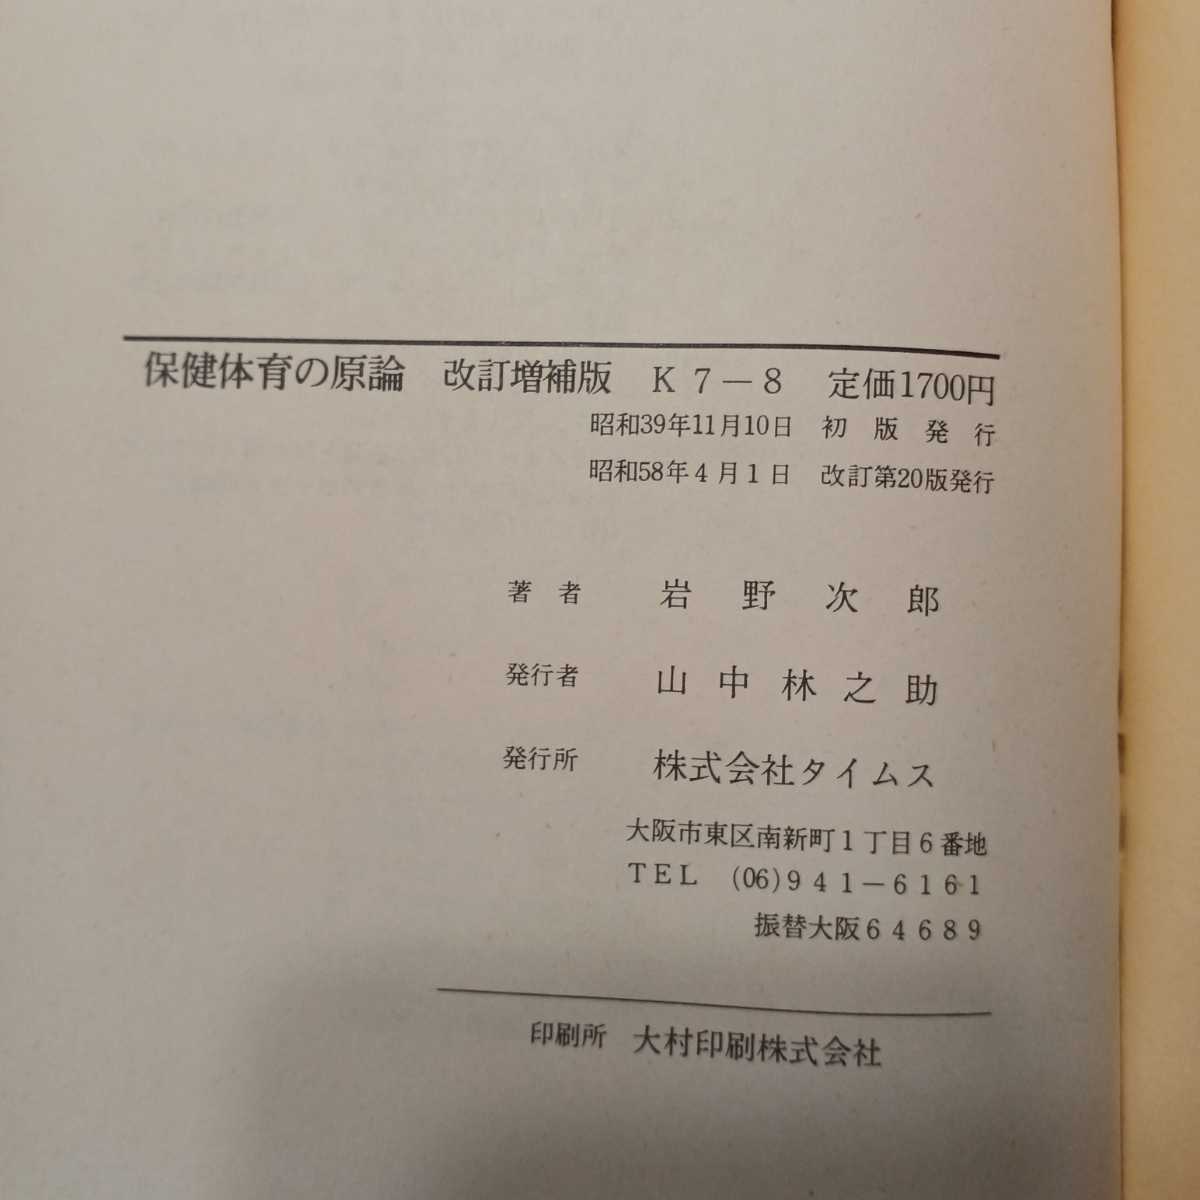 保健体育の原論　改訂増補版　K7—8　定価1700円
昭和39年11月10日　初版発行
昭和58年4月1日　改訂第20版発行
著者　岩野次郎
発行者　山中林之助
発行所　株式会社タイムス
大阪市東区南新町1丁目6番地
TEL　(06)941—6161
振替大阪64689
印刷所　大村印刷株式会社